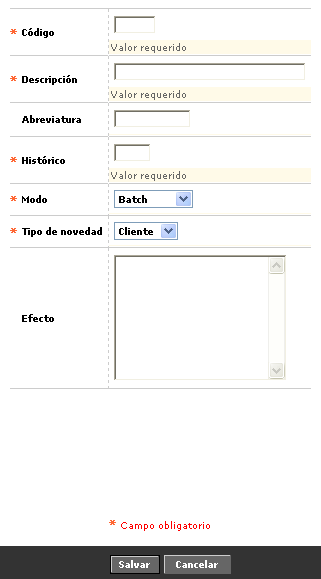 * Código
Valor requerido
* Descripción
Valor requerido
Abreviatura
* Histórico
Valor requerido
* Modo Batch
* Tipo de novedad Cliente
Efecto
* Campo obligatorio
Salvar Cancelar